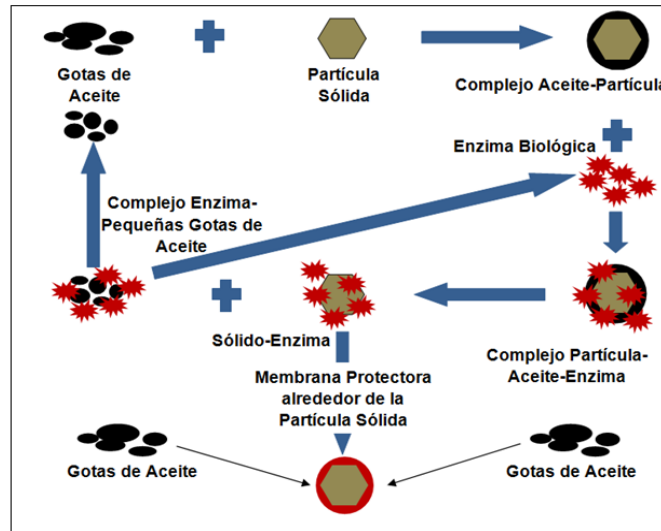 Gotas de
Aceite
Partícula
Sólida
Complejo Aceite-Partícula
Enzima Biológica
Complejo Enzima-
Pequeñas Gotas de
Aceite
Sólido-Enzima
Complejo Partícula-
Aceite-Enzima
Membrana Protectora
alrededor de la
Partícula Sólida
Gotas de Aceite
Gotas de Aceite